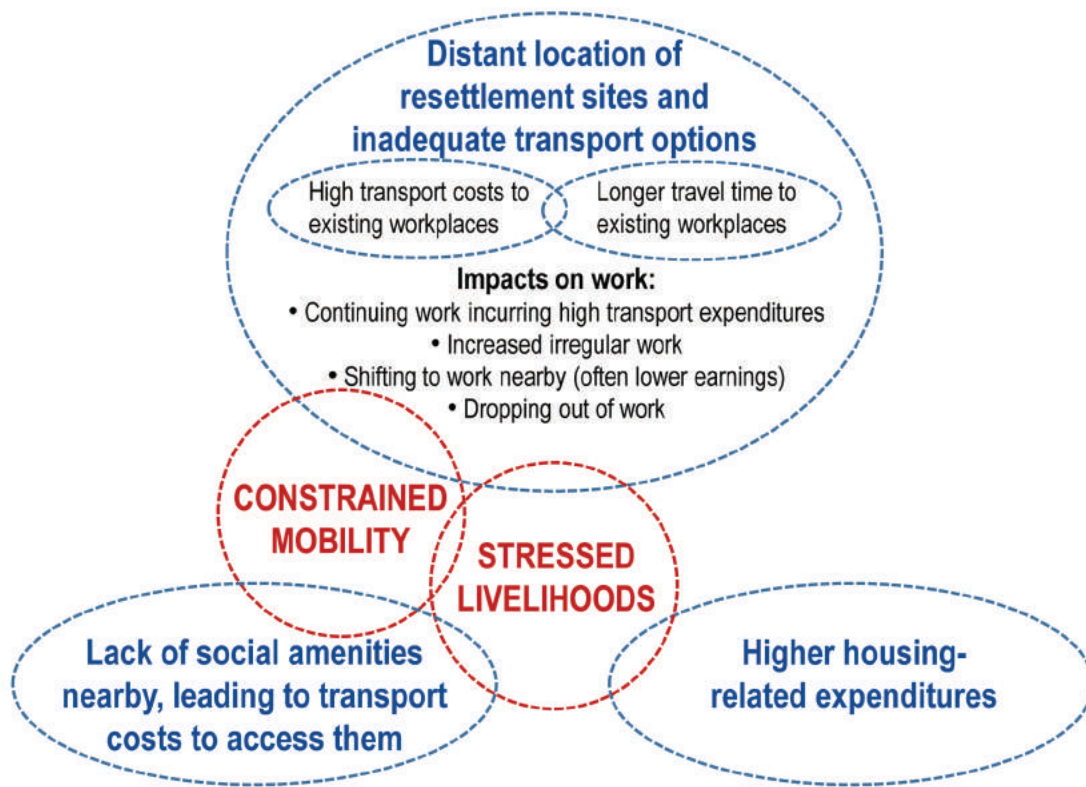 Distant location of
resettlement sites and
inadequate transport options
High transport costs to
existing workplaces
Longer travel time to
existing workplaces
Impacts on work:
• Continuing work incurring high transport expenditures
• Increased irregular work
• Shifting to work nearby (often lower earnings)
• Dropping out of work
CONSTRAINED
MOBILITY
STRESSED
LIVELIHOODS
Lack of social amenities
nearby, leading to transport
costs to access them
Higher housing-
related expenditures